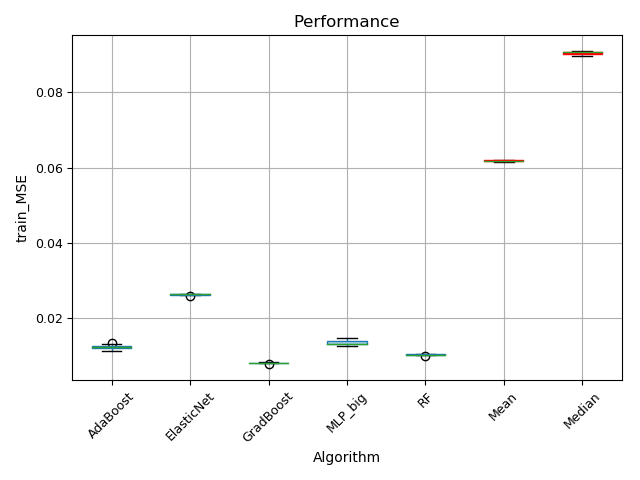 Performance
train_MSE
0.08
0.06
0.04
0.02
AdaBoost
ElasticNet
GradBoost
MLP_big
RF
Mean
Median
Algorithm